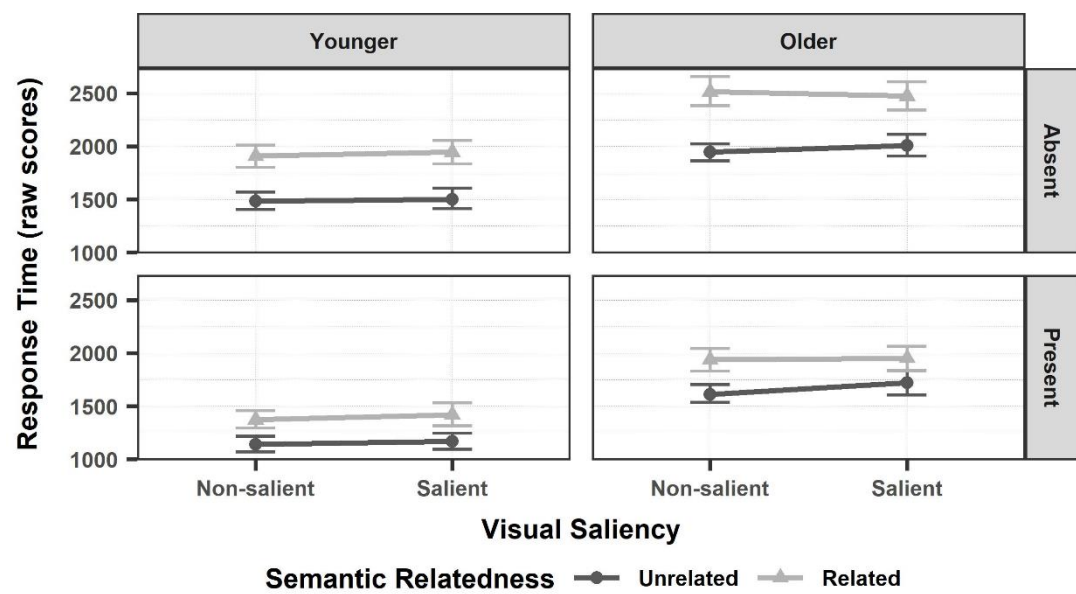 Younger
Older
Response Time (raw scores)
2500
2000
1500
1000
Absent
2500
2000
1500
1000
Present
Non-salient
Salient
Non-salient
Salient
Visual Saliency
Semantic Relatedness
Unrelated
Related